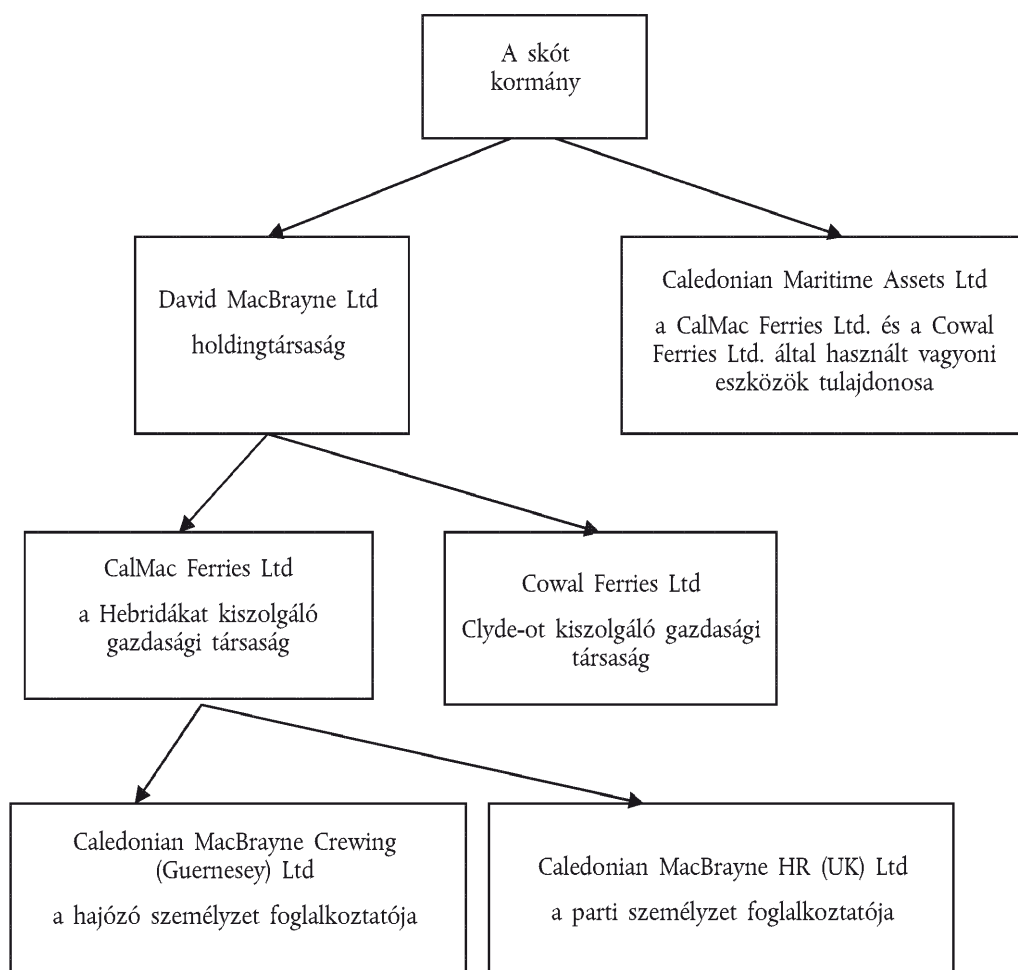 A skót
kormány
David MacBrayne Ltd
holdingtársaság
Caledonian Maritime Assets Ltd
a CalMac Ferries Ltd. és a Cowal
Ferries Ltd. által használt vagyoni
eszközök tulajdonosa
CalMac Ferries Ltd
a Hebridákat kiszolgáló
gazdasági társaság
Cowal Ferries Ltd
Clyde-ot kiszolgáló gazdasági
társaság
Caledonian MacBrayne Crewing
(Guernesey) Ltd
a hajózó személyzet foglalkoztatója
Caledonian MacBrayne HR (UK) Ltd
a parti személyzet foglalkoztatója